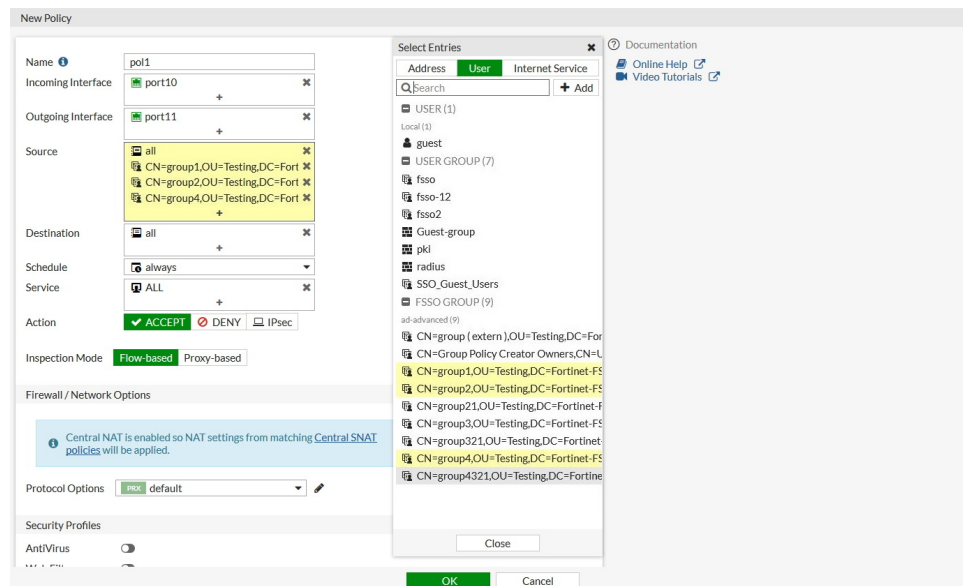 New Policy
Name
pol1
Incoming Interface
port10
+
Outgoing Interface
port11
+
Source
all
CN=group1,OU=Testing,DC=Fort
CN=group2,OU=Testing,DC=Fort
CN=group4,OU=Testing,DC=Fort
+
Destination
all
+
Schedule
always
Service
ALL
+
Action
ACCEPT DENY IPsec
Inspection Mode
Flow-based Proxy-based
Firewall / Network Options
Central NAT is enabled so NAT settings from matching Central SNAT
policies will be applied.
Protocol Options
PRX default
Security Profiles
AntiVirus
Select Entries
Address User Internet Service
Search
+ Add
USER (1)
Local (1)
guest
USER GROUP (7)
fsso
fsso-12
fsso2
Guest-group
pki
radius
SSO_Guest_Users
FSSO GROUP (9)
ad-advanced (9)
CN=group ( extern ),OU=Testing,DC=For
CN=Group Policy Creator Owners,CN=U
CN=group1,OU=Testing,DC=Fortinet-FS
CN=group2,OU=Testing,DC=Fortinet-FS
CN=group21,OU=Testing,DC=Fortinet-F
CN=group3,OU=Testing,DC=Fortinet-FS
CN=group321,OU=Testing,DC=Fortinet-
CN=group4,OU=Testing,DC=Fortinet-FS
CN=group4321,OU=Testing,DC=Fortine
Close
Documentation
Online Help
Video Tutorials
OK Cancel